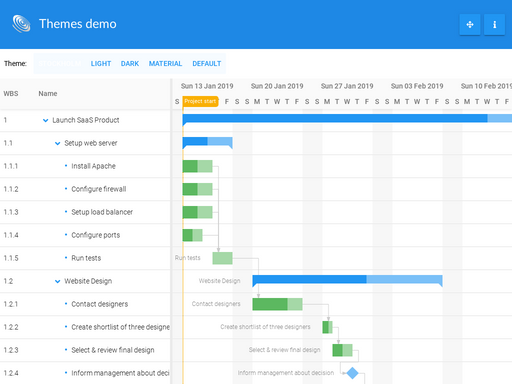 Themes demo
Theme: LIGHT DARK MATERIAL DEFAULT
WBS Name Sun 13 Jan 2019 Sun 20 Jan 2019 Sun 27 Jan 2019 Sun 03 Feb 2019 Sun 10 Feb 2019
S Project start F S S M T W T F S S M T W T F S S M T W T F S S M T W T F
1 Launch SaaS Product
1.1 Setup web server
1.1.1 Install Apache
1.1.2 Configure firewall
1.1.3 Setup load balancer
1.1.4 Configure ports
1.1.5 Run tests Run tests
1.2 Website Design Website Design
1.2.1 Contact designers Contact designers
1.2.2 Create shortlist of three designe Create shortlist of three designers
1.2.3 Select & review final design Select & review final design
1.2.4 Inform management about deci Inform management about decision